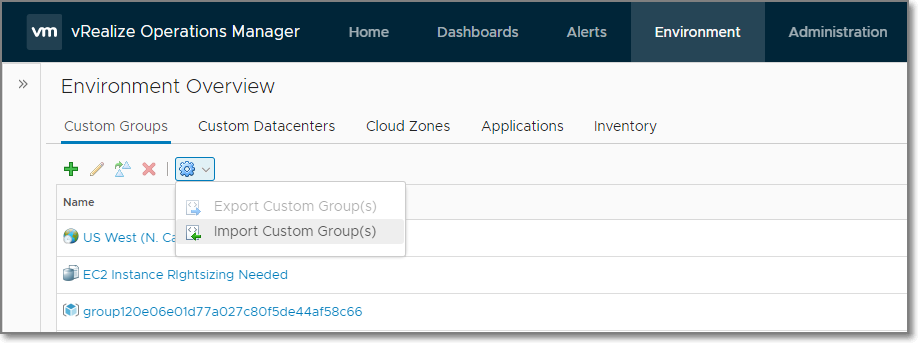 vm vRealize Operations Manager Home Dashboards Alerts Environment Administration
Environment Overview
Custom Groups Custom Datacenters Cloud Zones Applications Inventory
Export Custom Group(s)
Name
Import Custom Group(s)
US West (N. Ca
EC2 Instance RIghtsizing Needed
group120e06e01d77a027c80f5de44af58c66